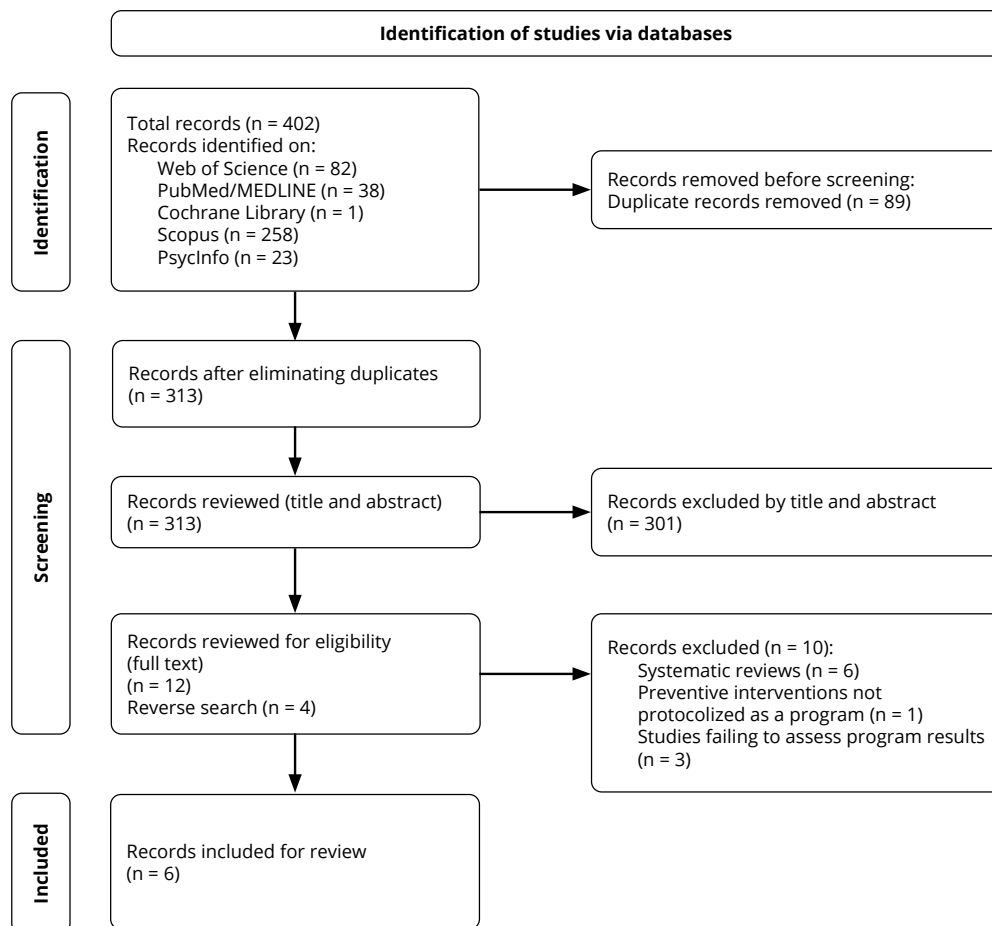 Identification of studies via databases
Identification
Total records (n = 402)
Records identified on:
Web of Science (n = 82)
PubMed/MEDLINE (n = 38)
Cochrane Library (n = 1)
Scopus (n = 258)
PsycInfo (n = 23)
Records removed before screening:
Duplicate records removed (n = 89)
Screening
Records after eliminating duplicates
(n = 313)
Records reviewed (title and abstract)
(n = 313)
Records excluded by title and abstract
(n = 301)
Records reviewed for eligibility
(full text)
(n = 12)
Reverse search (n = 4)
Records excluded (n = 10):
Systematic reviews (n = 6)
Preventive interventions not
protocolized as a program (n = 1)
Studies failing to assess program results
(n = 3)
Included
Records included for review
(n = 6)